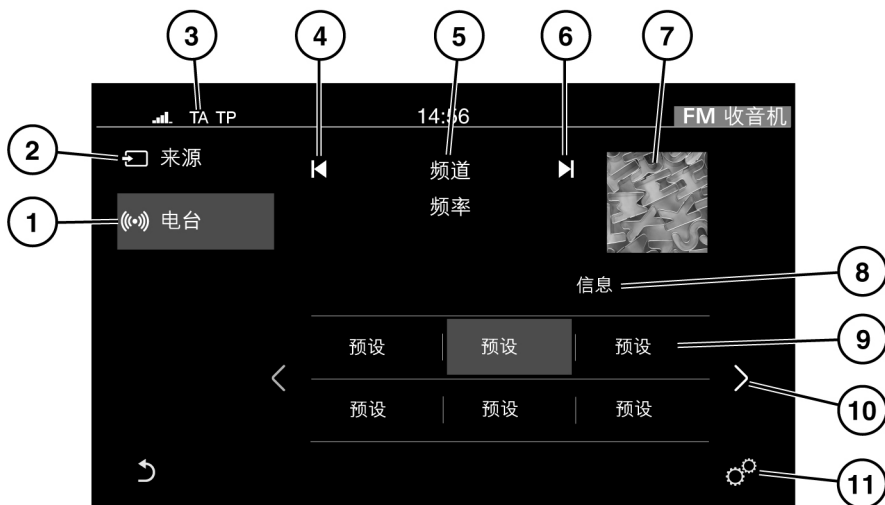 3 4 5 6 7
TA TP 14:56 FM 收音机
2 来源 频道
1 电台 频率
信息 8
预设 预设 预设 9
10
预设 预设 预设
11